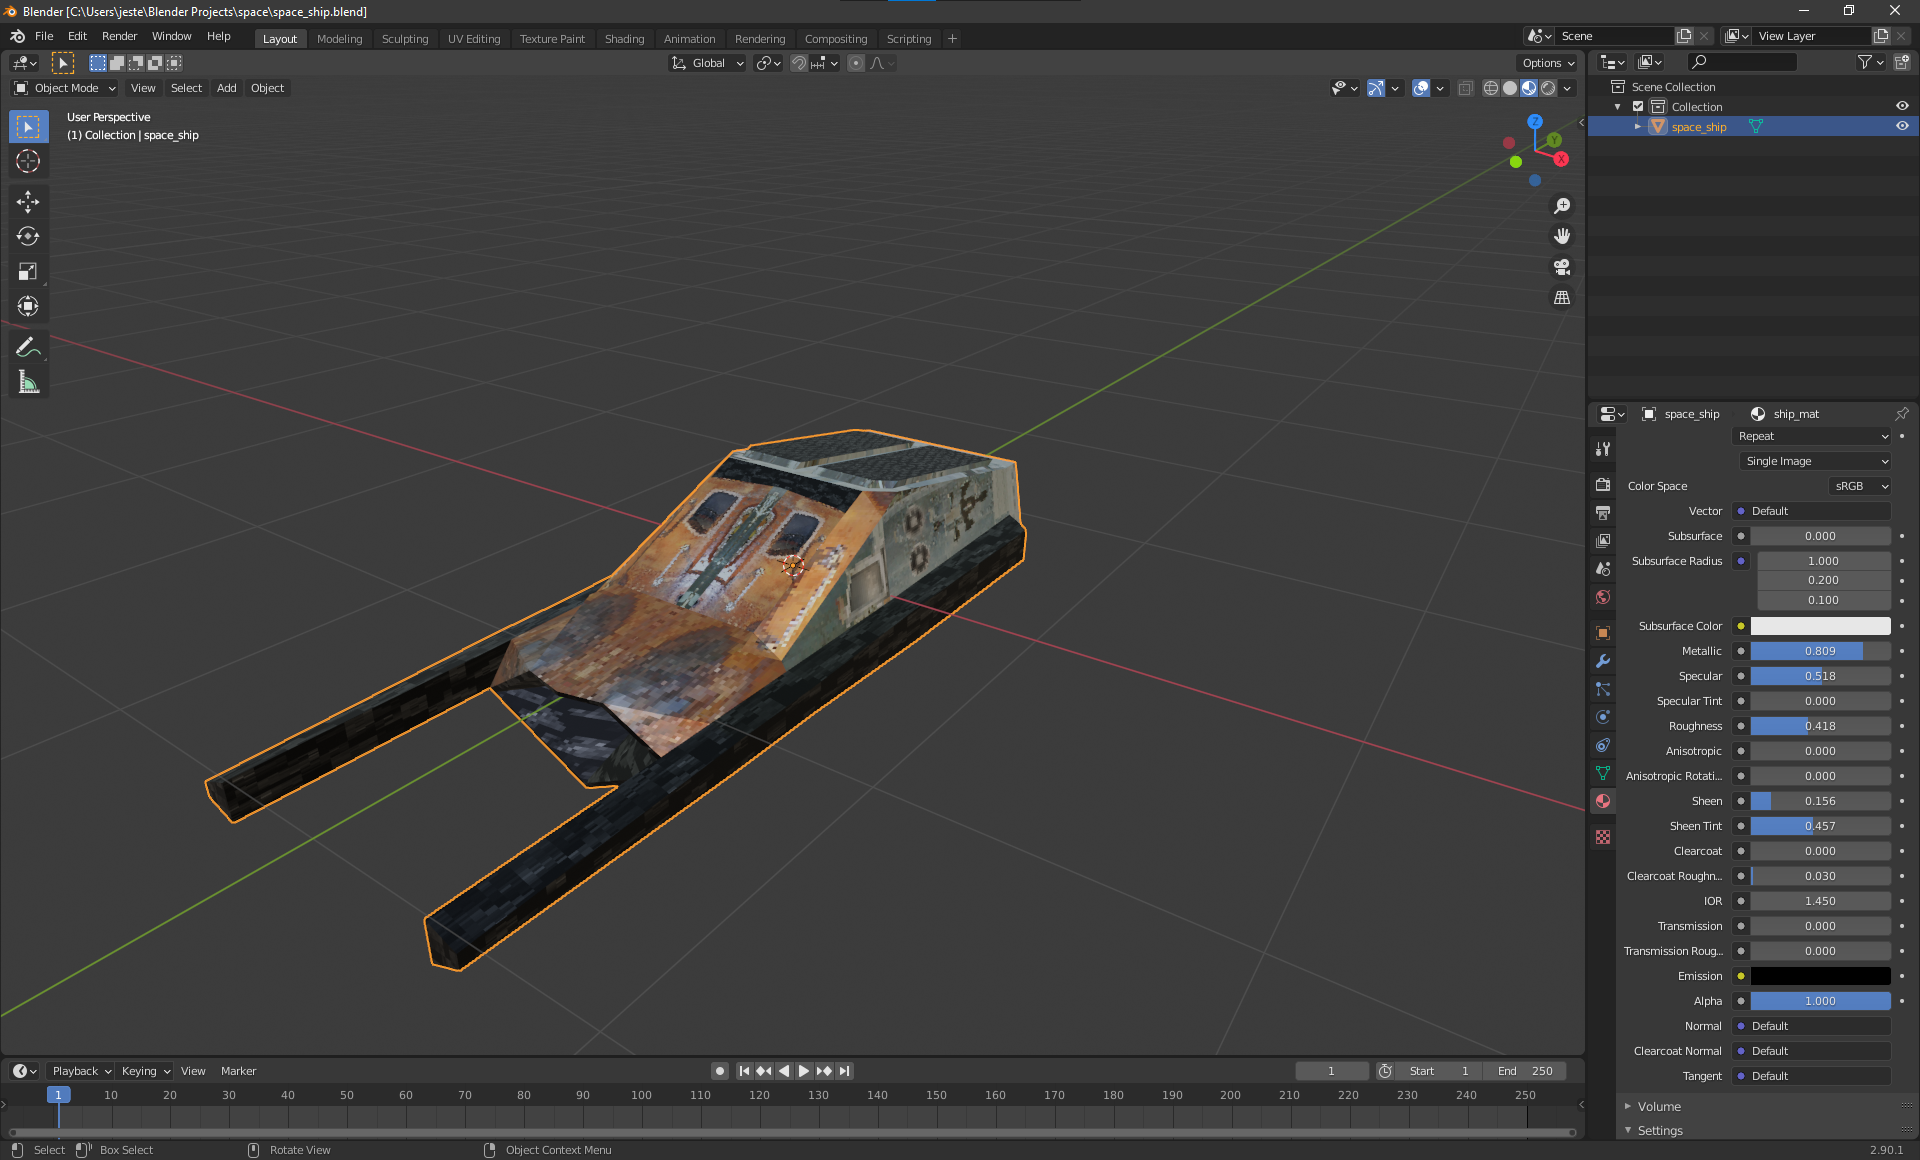 Blender [C:\Users\jeste\Blender Projects\space\space_ship.blend]
File Edit Render Window Help Layout Modeling Sculpting UV Editing Texture Paint Shading Animation Rendering Compositing Scripting + Scene View Layer
Global Options
Object Mode View Select Add Object
User Perspective
(1) Collection | space_ship
Z
Y
X
Scene Collection
Collection
space_ship
space_ship ship_mat
Repeat
Single Image
Color Space sRGB
Vector Default
Subsurface 0.000
Subsurface Radius 1.000
0.200
0.100
Subsurface Color
Metallic 0.809
Specular 0.518
Specular Tint 0.000
Roughness 0.418
Anisotropic 0.000
Anisotropic Rotati... 0.000
Sheen 0.156
Sheen Tint 0.457
Clearcoat 0.000
Clearcoat Roughn... 0.030
IOR 1.450
Transmission 0.000
Transmission Roug... 0.000
Emission
Alpha 1.000
Normal Default
Clearcoat Normal Default
Tangent Default
Volume
Settings
Playback Keying View Marker 1 Start 1 End 250
1 10 20 30 40 50 60 70 80 90 100 110 120 130 140 150 160 170 180 190 200 210 220 230 240 250
Select Box Select Rotate View Object Context Menu 2.90.1